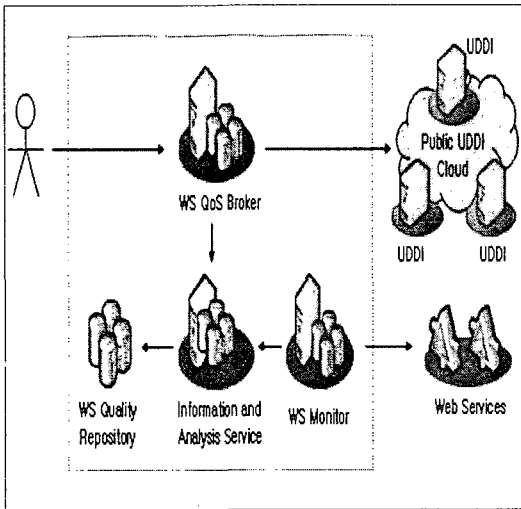 UDDI
Public UDDI
Cloud
WS QoS Broker
UDDI
UDDI
WS Quality
Repository
Information and
Analysis Service
WS Monitor
Web Services